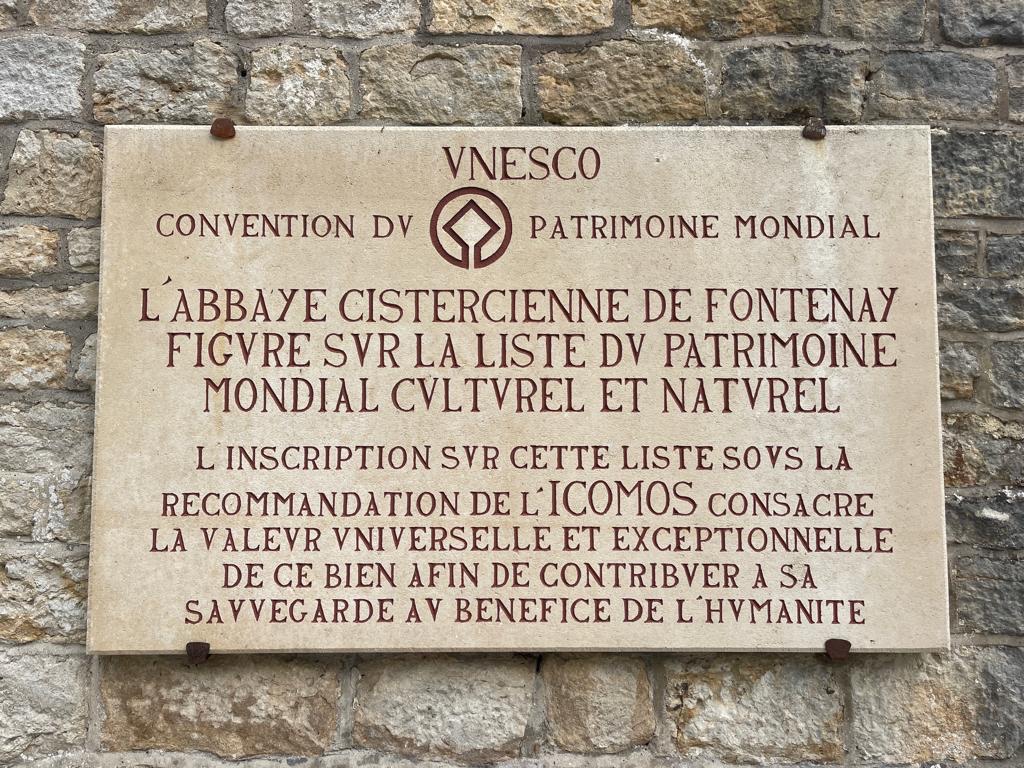 VNESCO
CONVENTION DV PATRIMOINE MONDIAL
L'ABBAYE CISTERCIENNE DE FONTENAY
FIGVRE SVR LA LISTE DV PATRIMOINE
MONDIAL CVLTVREL ET NATVREL
L INSCRIPTION SVR CETTE LISTE SOVS LA
RECOMMANDATION DE L'ICOMOS CONSACRE
LA VALEVR VNIVERSELLE ET EXCEPTIONNELLE
DE CE BIEN AFIN DE CONTRIBVER A SA
SAVVEGARDE AV BENEFICE DE L'HVMANITE